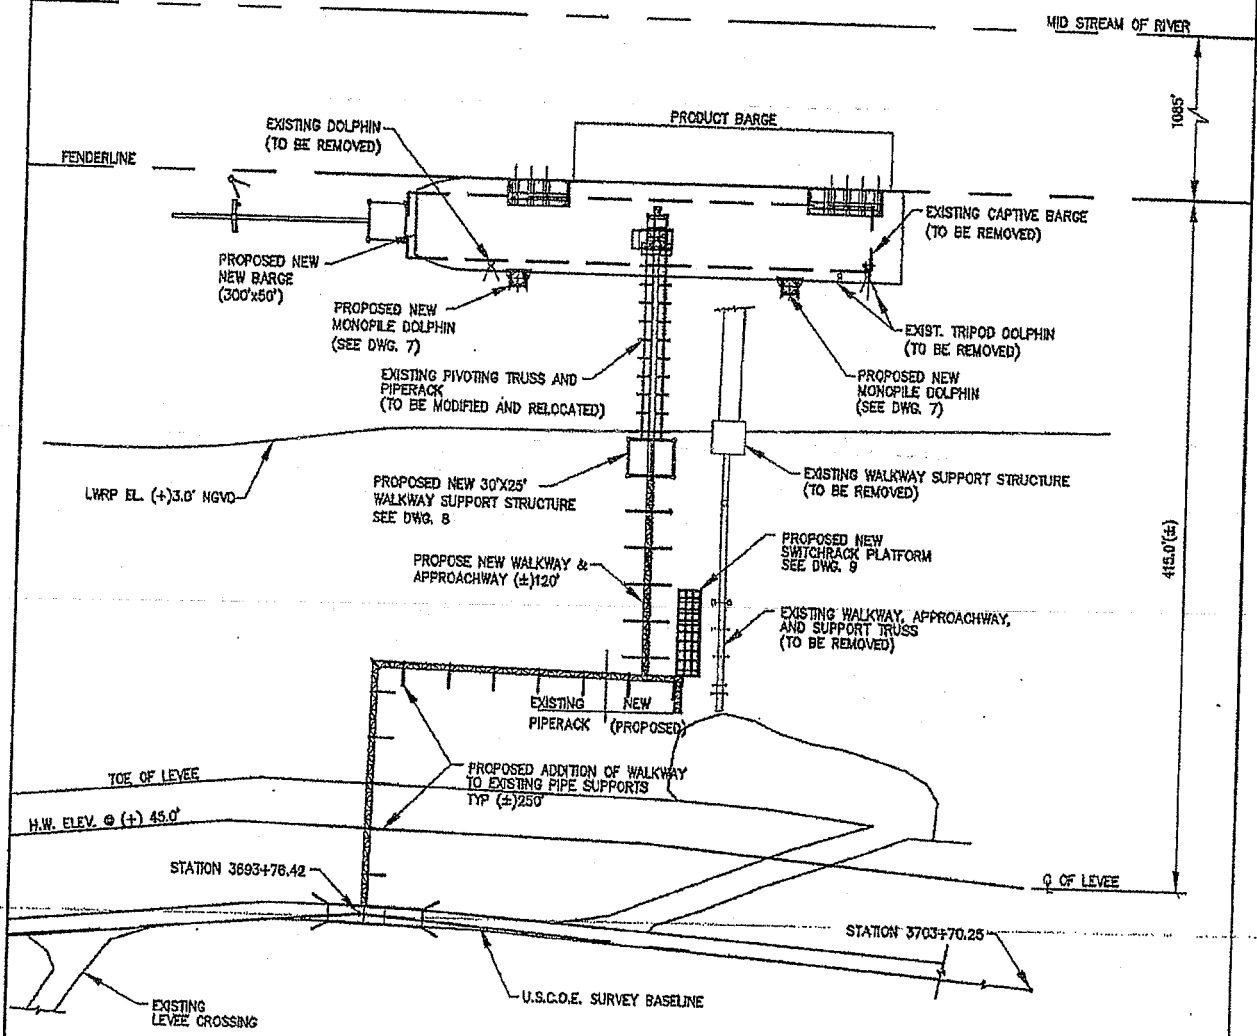 MID STREAM OF RIVER
1085'
PRODUCT BARGE
EXISTING DOLPHIN
(TO BE REMOVED)
FENDERLINE
EXISTING CAPTIVE BARGE
(TO BE REMOVED)
PROPOSED NEW
NEW BARGE
(300'x50')
PROPOSED NEW
MONOPILE DOLPHIN
(SEE DWG. 7)
EXIST. TRIPOD DOLPHIN
(TO BE REMOVED)
EXISTING PIVOTING TRUSS AND
PIPERACK
(TO BE MODIFIED AND RELOCATED)
PROPOSED NEW
MONOPILE DOLPHIN
(SEE DWG. 7)
LWRP EL. (+)3.0' NGVD
PROPOSED NEW 30'X25'
WALKWAY SUPPORT STRUCTURE
SEE DWG. 8
EXISTING WALKWAY SUPPORT STRUCTURE
(TO BE REMOVED)
PROPOSED NEW
SWITCHRACK PLATFORM
SEE DWG. 9
415.0'(±)
PROPOSE NEW WALKWAY &
APPROACHWAY (±)120'
EXISTING WALKWAY, APPROACHWAY,
AND SUPPORT TRUSS
(TO BE REMOVED)
EXISTING NEW
PIPERACK (PROPOSED)
TOE OF LEVEE
PROPOSED ADDITION OF WALKWAY
TO EXISTING PIPE SUPPORTS
TYP (±)250'
H.W. ELEV. @ (+) 45.0'
STATION 3693+76.42
℄ OF LEVEE
STATION 3703+70.25
EXISTING
LEVEE CROSSING
U.S.C.O.E. SURVEY BASELINE